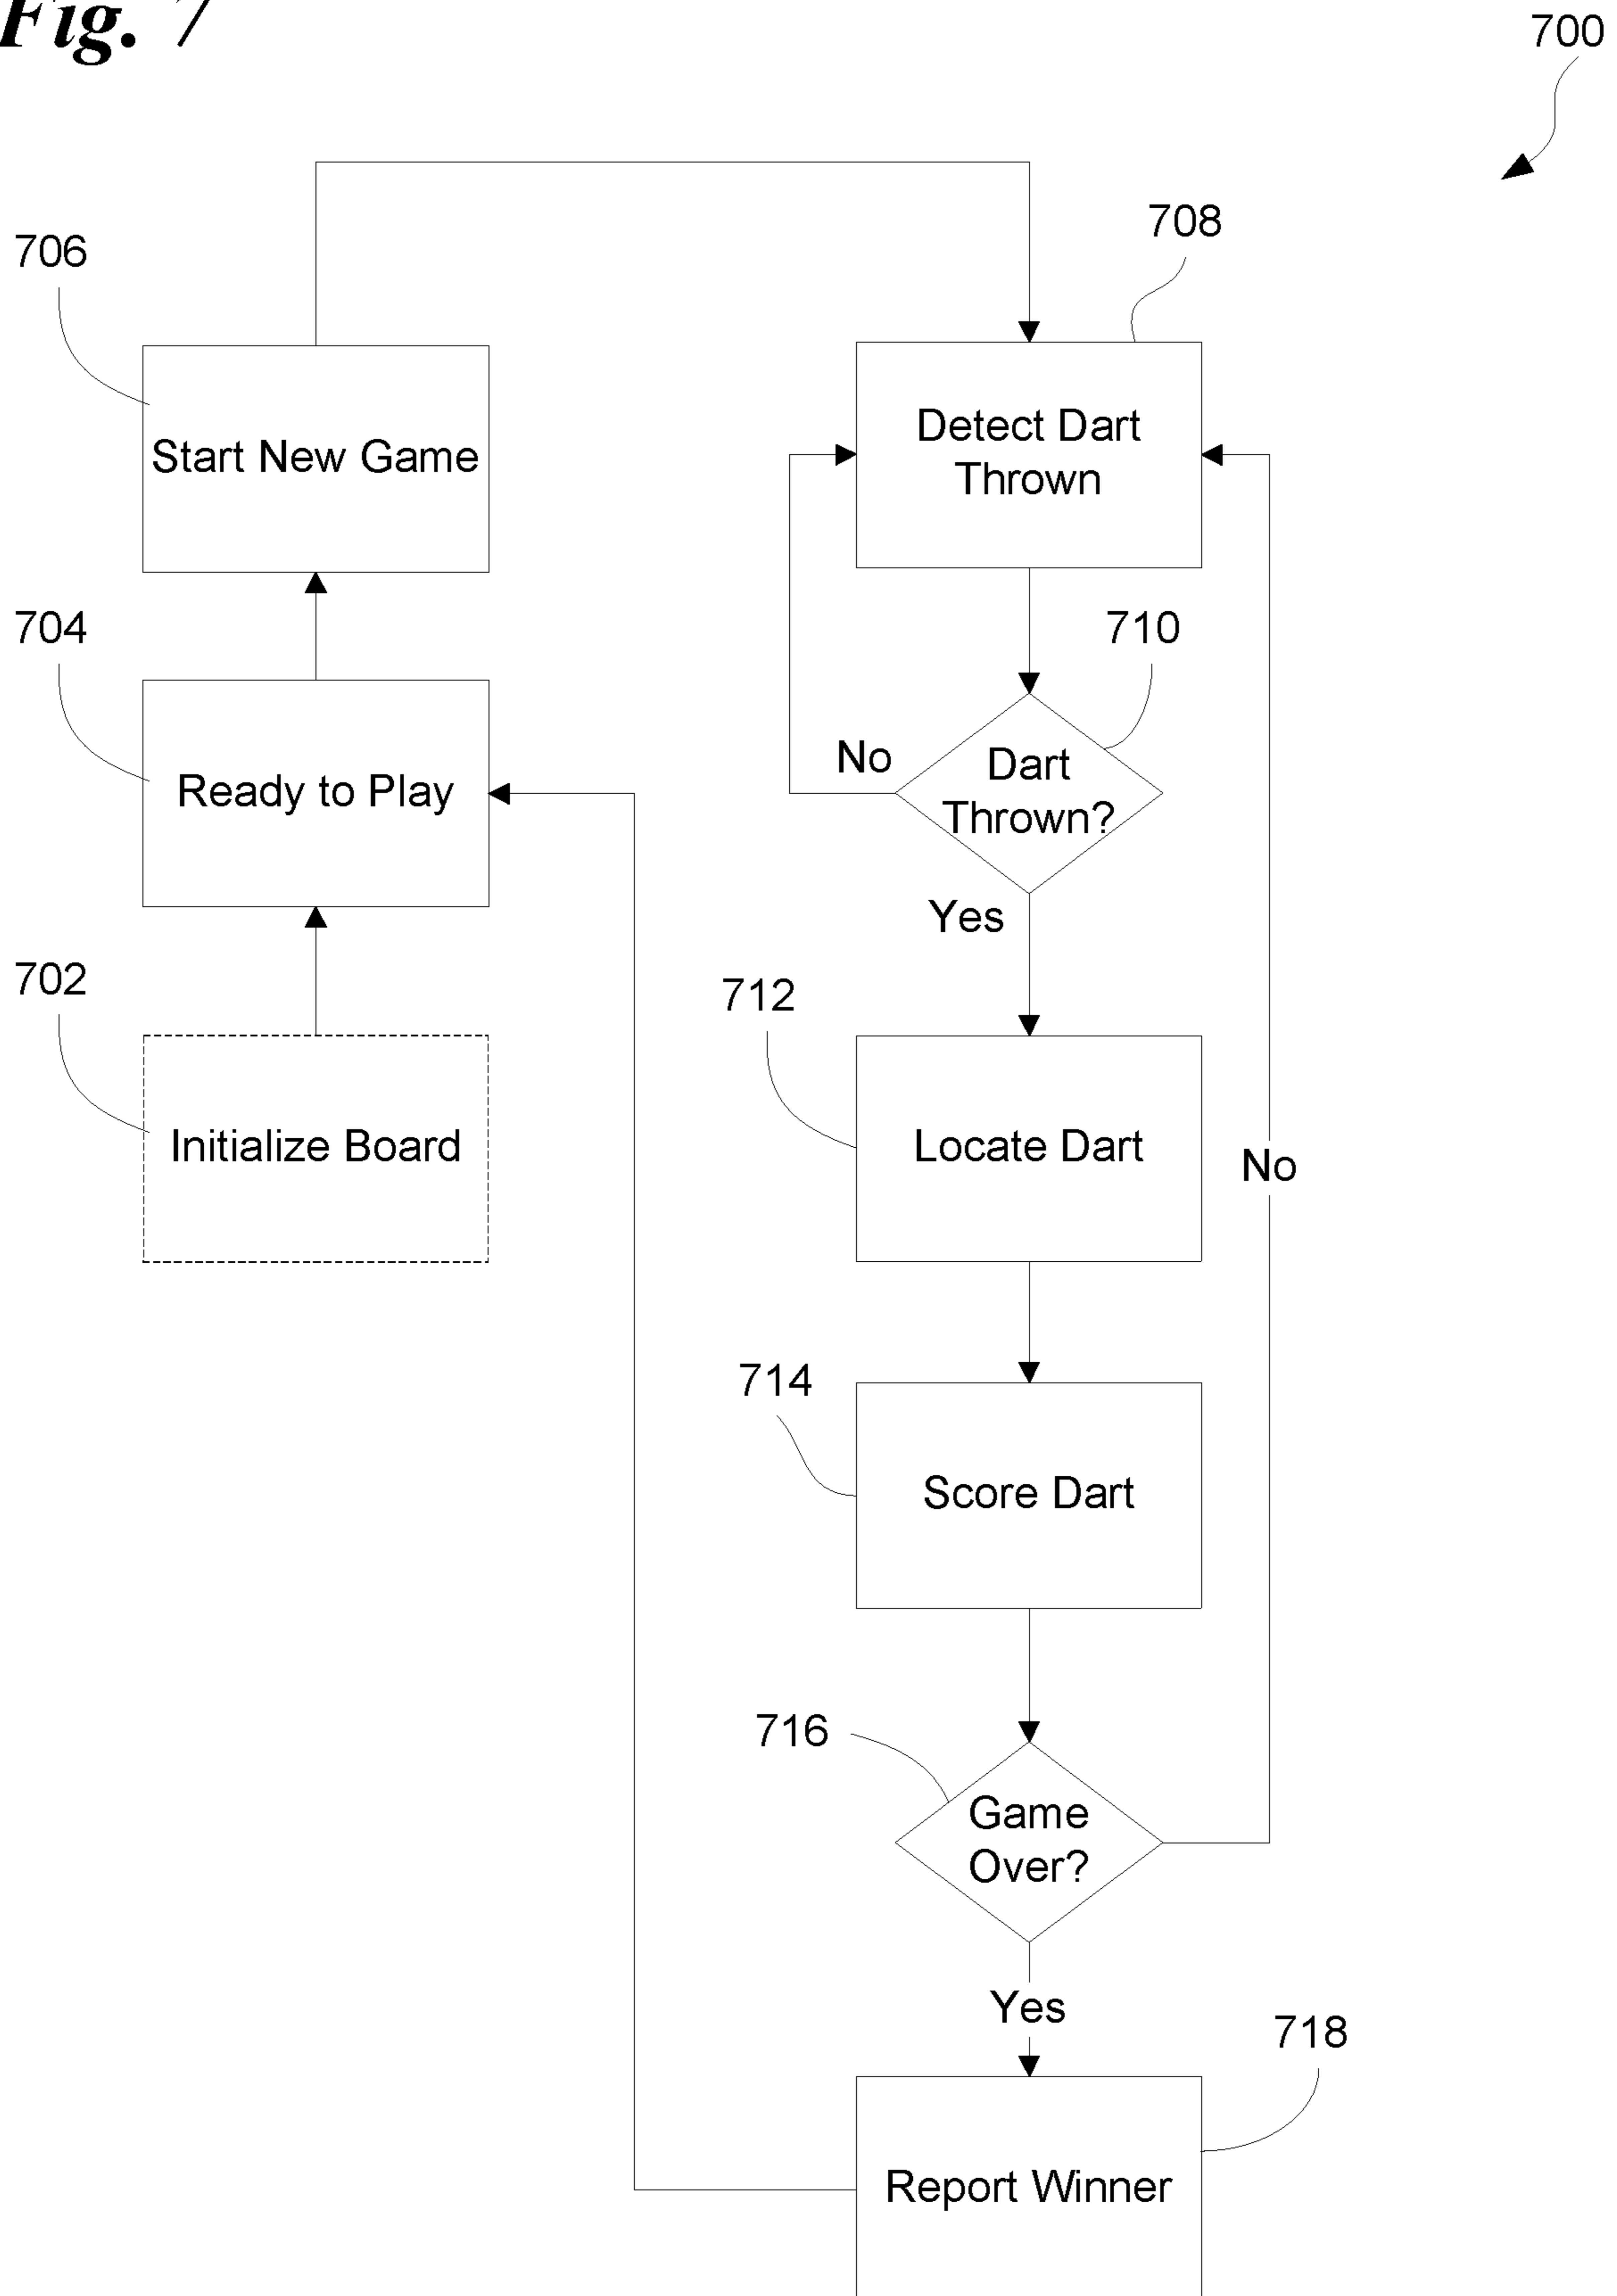 Fig. 7
700
706
708
Start New Game
Detect Dart
Thrown
704
710
Ready to Play
No
Dart
Thrown?
Yes
702
712
Initialize Board
Locate Dart
No
714
Score Dart
716
Game
Over?
Yes
718
Report Winner